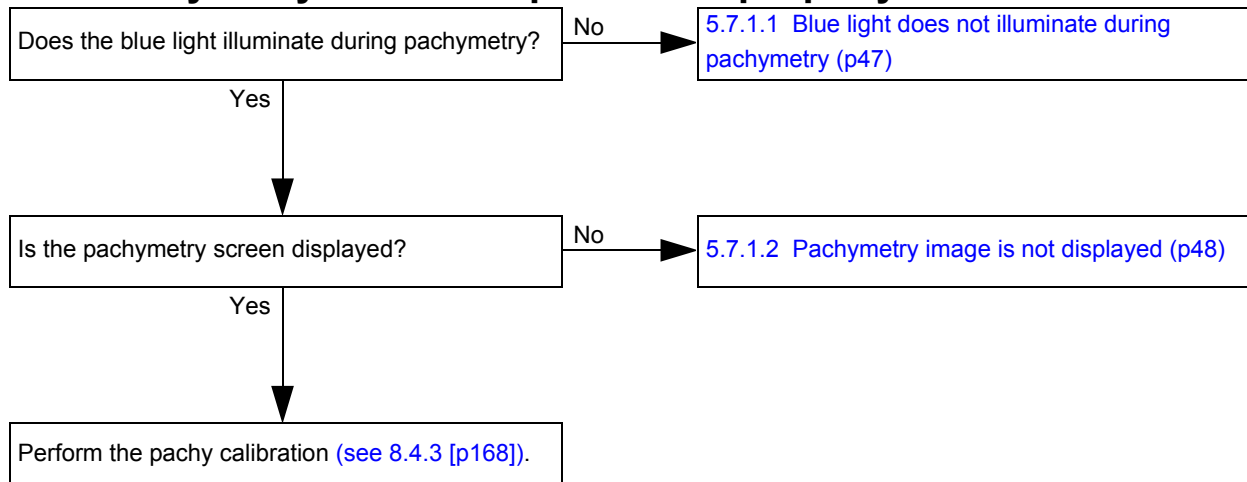 Does the blue light illuminate during pachymetry?
No
5.7.1.1 Blue light does not illuminate during
pachymetry (p47)
Yes
Is the pachymetry screen displayed?
No
5.7.1.2 Pachymetry image is not displayed (p48)
Yes
Perform the pachy calibration (see 8.4.3 [p168]).